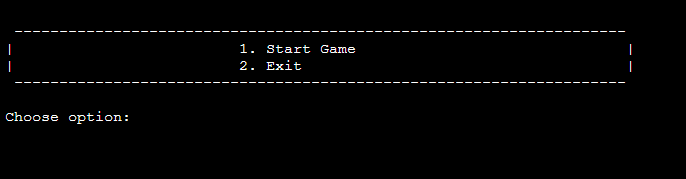 --------------------------------------------------------------------
|                         1. Start Game                              |
|                         2. Exit                                    |
--------------------------------------------------------------------
Choose option: